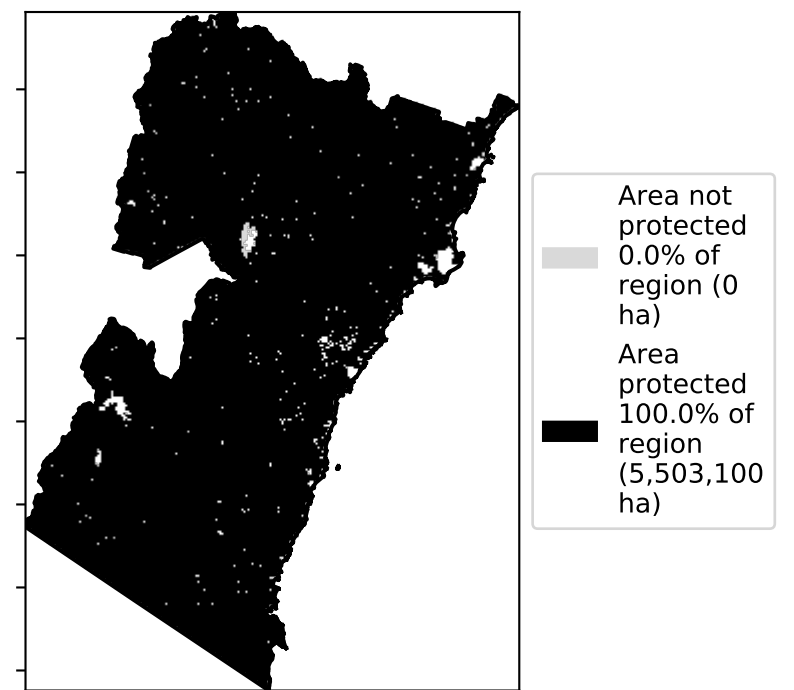 Area not
protected
0.0% of
region (0
ha)
Area
protected
100.0% of
region
(5,503,100
ha)